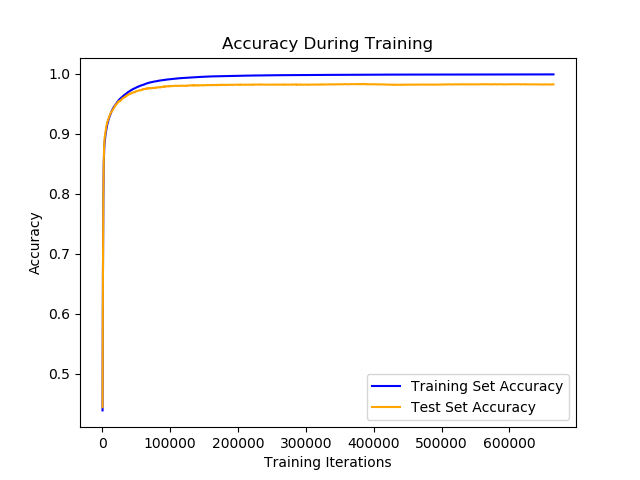 Accuracy During Training
1.0
0.9
0.8
0.7
0.6
0.5
Accuracy
0 100000 200000 300000 400000 500000 600000
Training Iterations
Training Set Accuracy
Test Set Accuracy